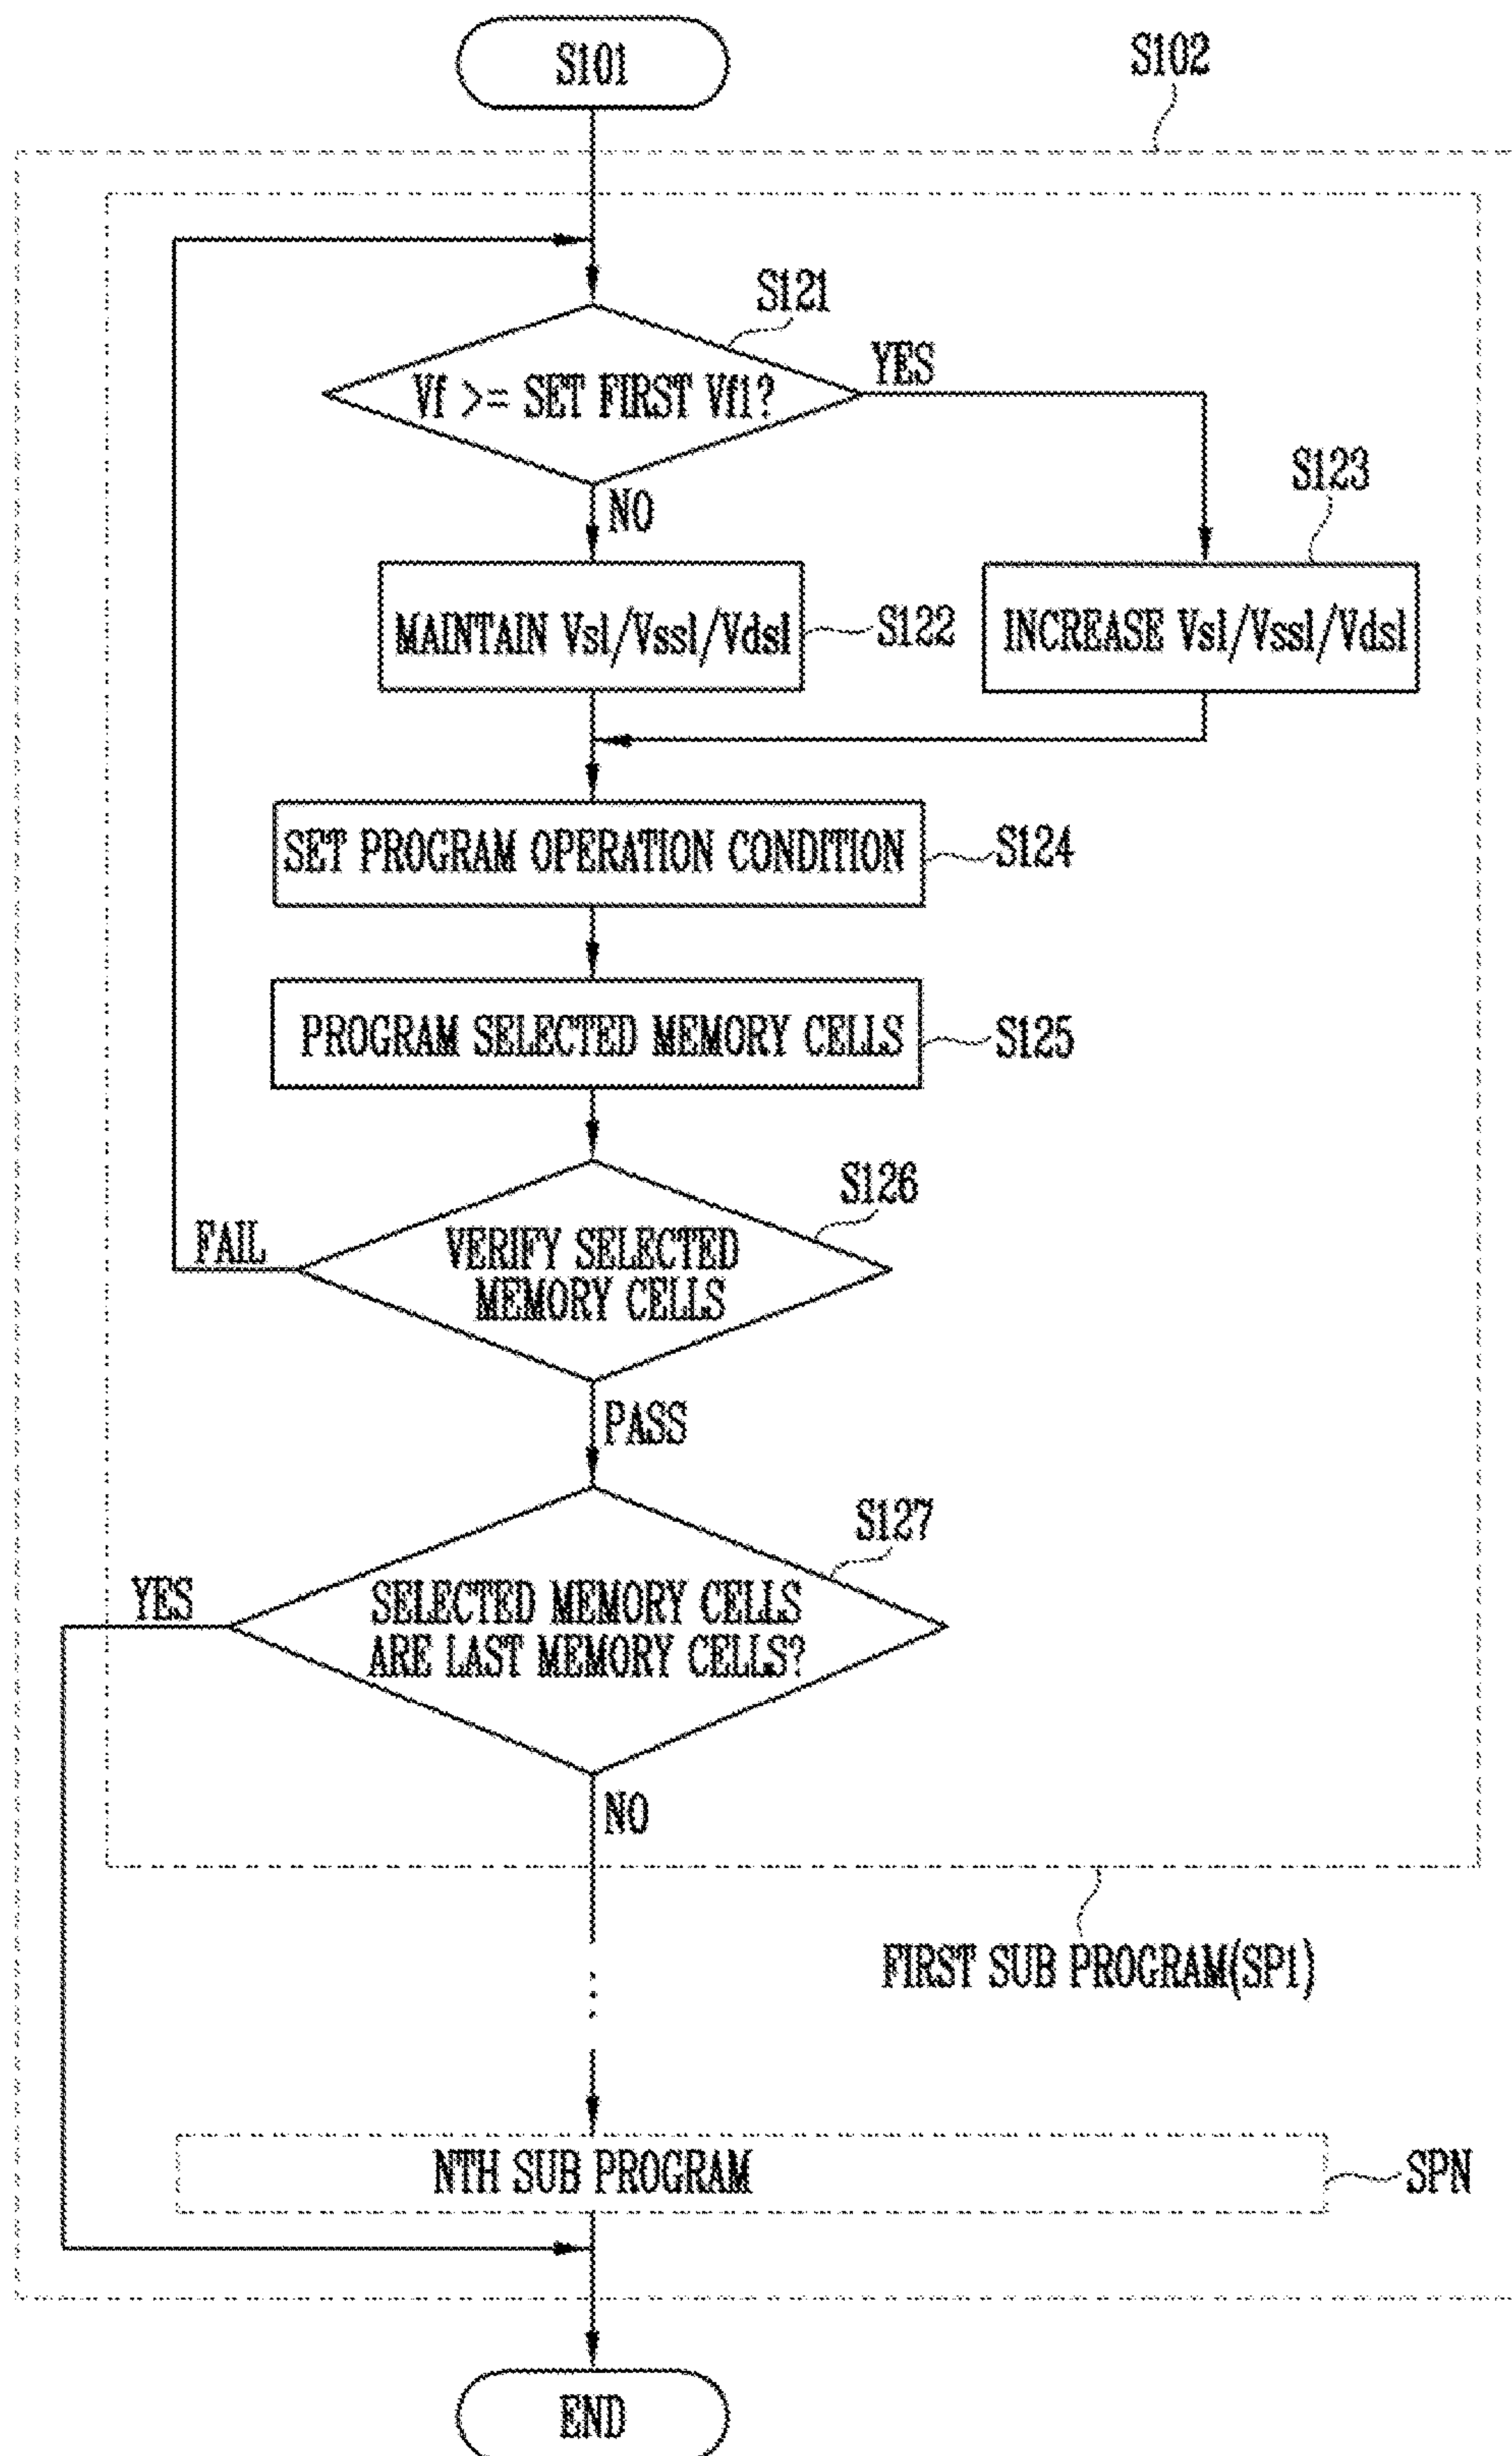 S101
S102
S121
Vf >= SET FIRST Vf1?
YES
NO
S123
MAINTAIN Vsl/Vssl/Vdsl
S122
INCREASE Vsl/Vssl/Vdsl
SET PROGRAM OPERATION CONDITION
S124
PROGRAM SELECTED MEMORY CELLS
S125
S126
FAIL
VERIFY SELECTED
MEMORY CELLS
PASS
S127
YES
SELECTED MEMORY CELLS
ARE LAST MEMORY CELLS?
NO
FIRST SUB PROGRAM(SP1)
NTH SUB PROGRAM
SPN
END